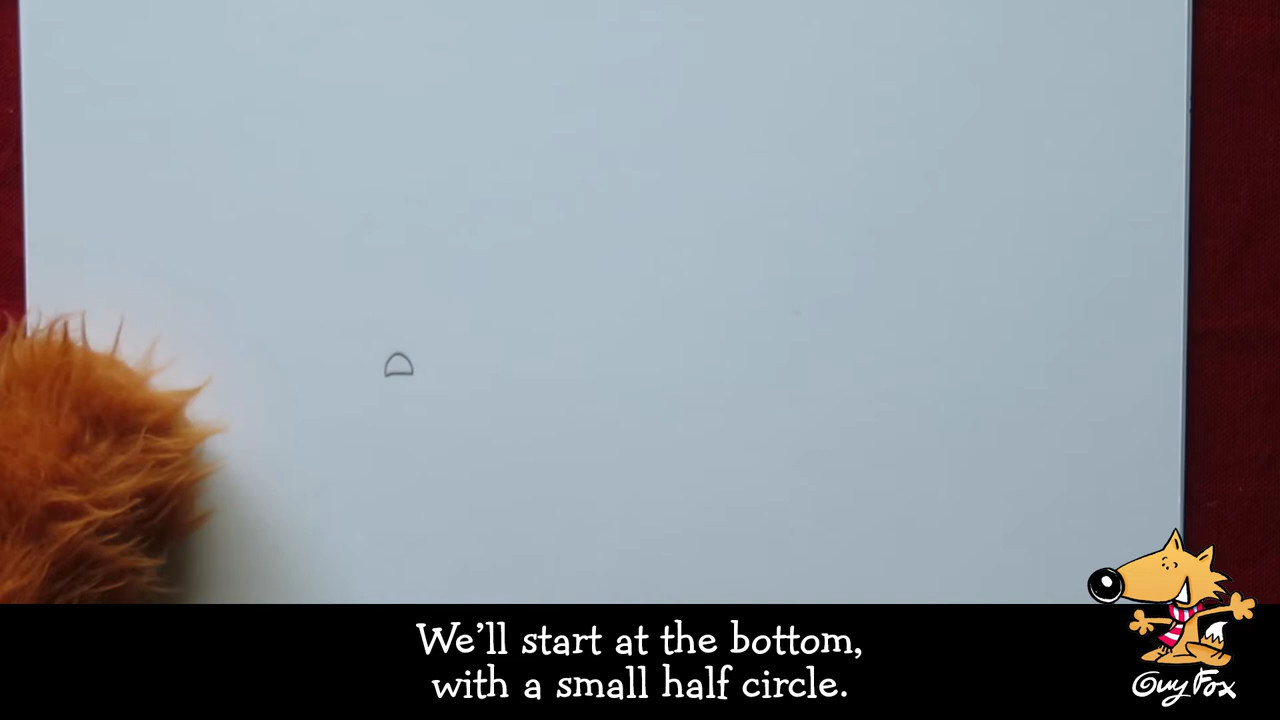 We'll start at the bottom,
with a small half circle.
Guy Fox